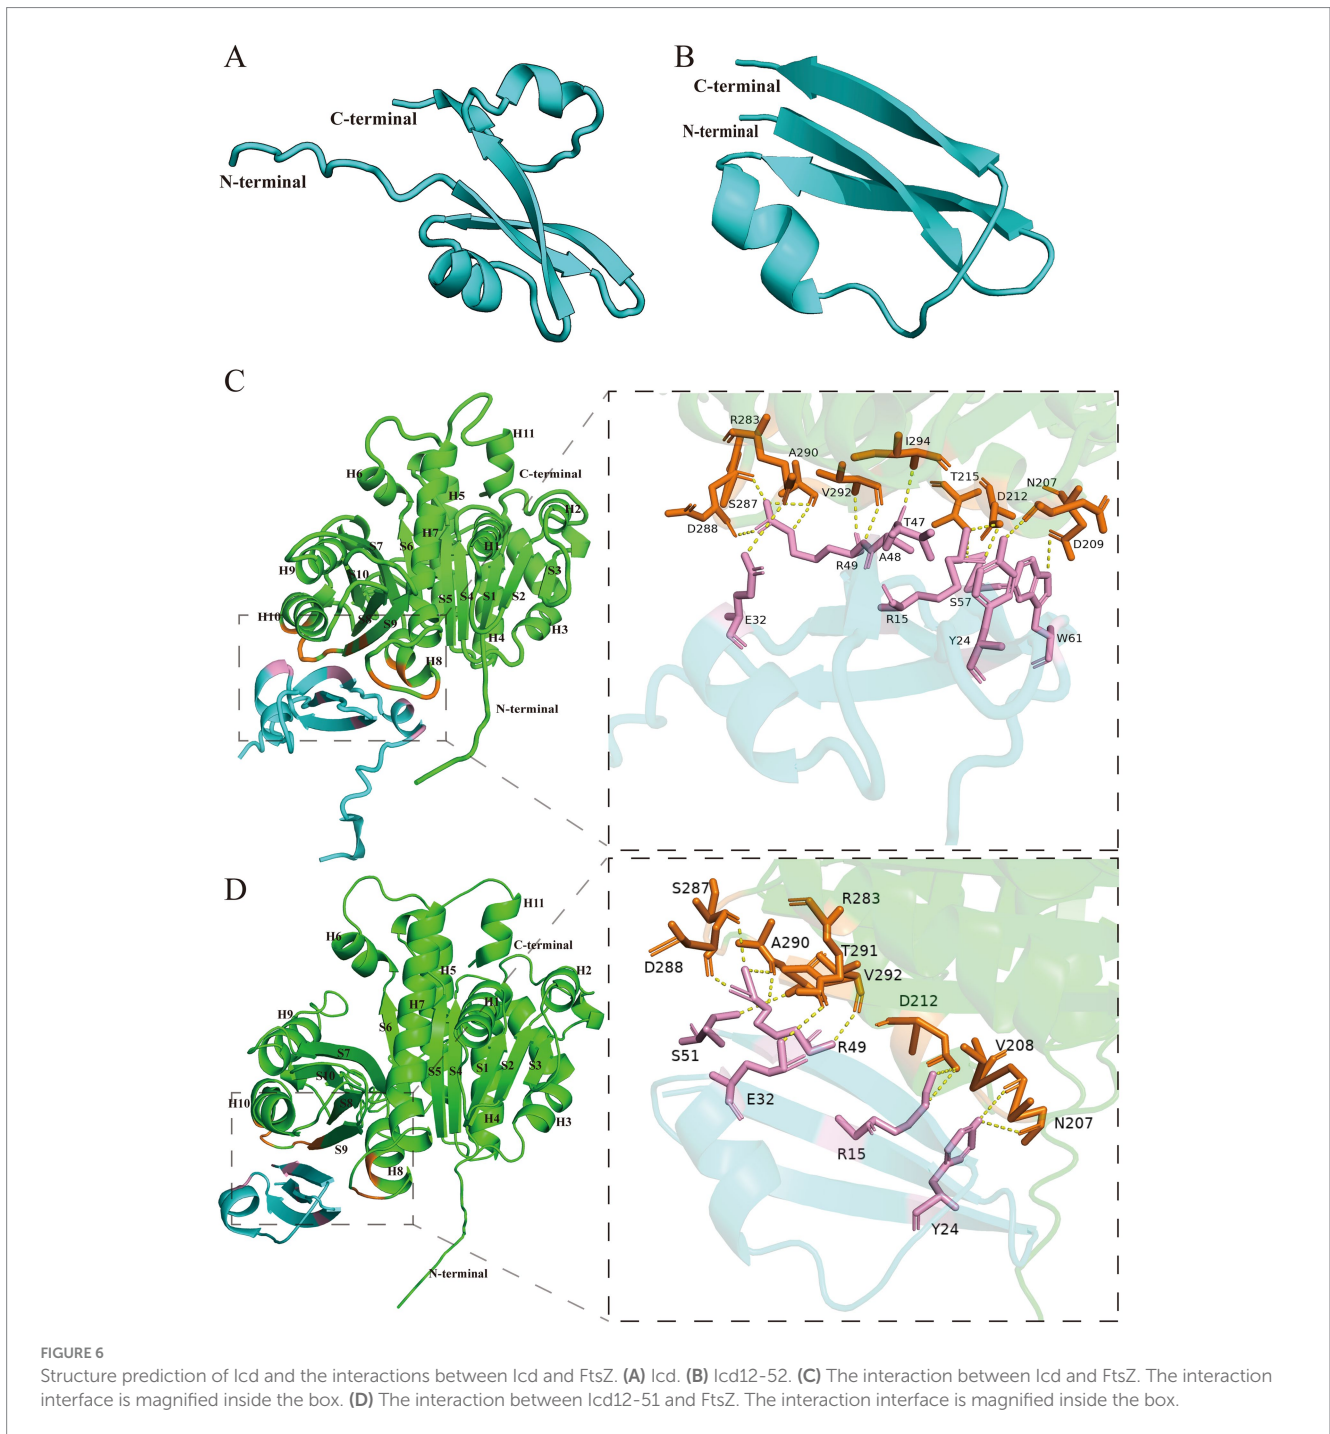 A
C-terminal
N-terminal
B
C-terminal
N-terminal
C
H11
C-terminal
H6
H5
H2
H7
H1
S7
S6
H9
S10
S3
S5
S4
S1
S2
H10
S8
S9
H3
H4
H8
N-terminal
R283
I294
A290
T215
N207
V292
D212
S287
D288
T47
D209
R49
A48
S57
E32
R15
Y24
W61
D
H11
H6
C-terminal
H5
H2
H7
H1
H9
S6
S7
S10
S5
S4
S1
S2
S3
H10
S8
H4
H3
S9
H8
N-terminal
S287
R283
A290
T291
D288
V292
D212
V208
S51
R49
E32
N207
R15
Y24
FIGURE 6
Structure prediction of Icd and the interactions between Icd and FtsZ. (A) Icd. (B) Icd12-52. (C) The interaction between Icd and FtsZ. The interaction
interface is magnified inside the box. (D) The interaction between Icd12-51 and FtsZ. The interaction interface is magnified inside the box.